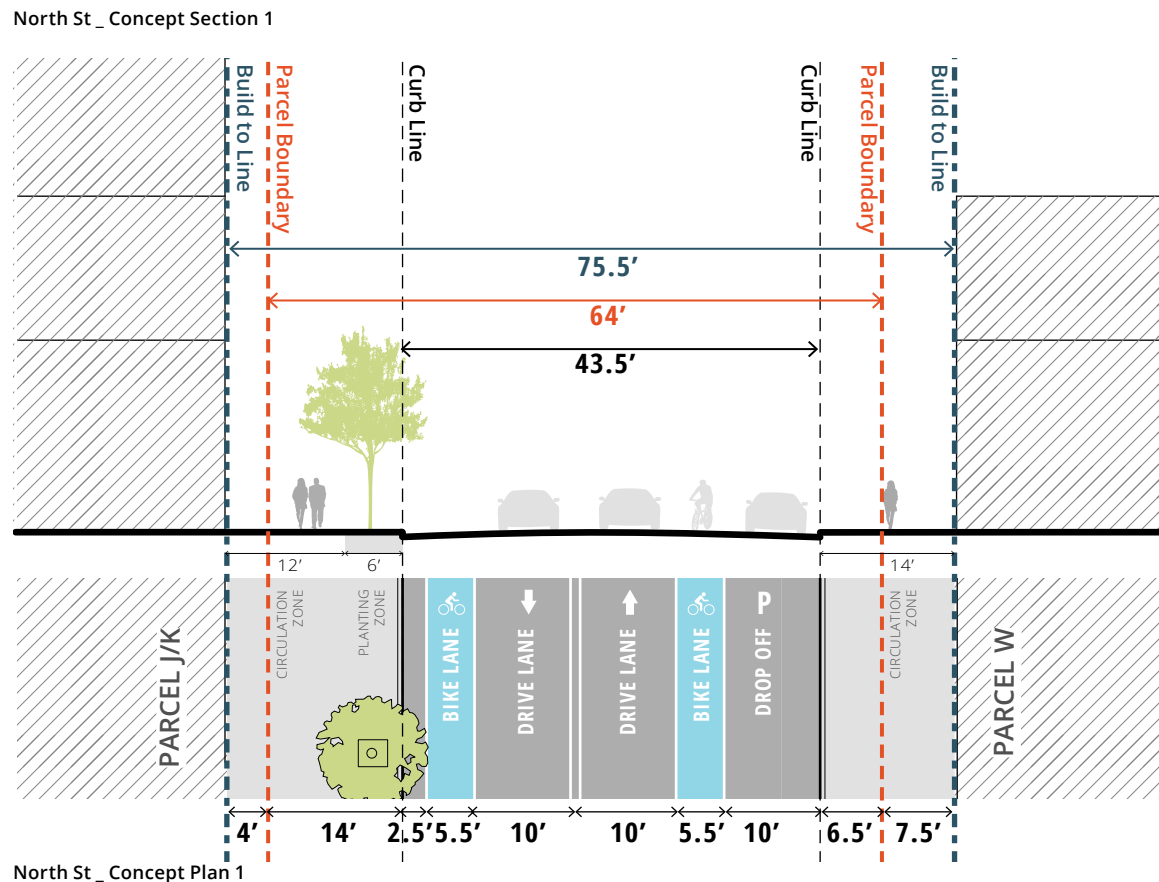 North St _ Concept Section 1
Build to Line
Parcel Boundary
Curb Line
Curb Line
Parcel Boundary
Build to Line
75.5’
64’
43.5’
12’
6’
14’
PARCEL J/K
CIRCULATION
ZONE
PLANTING
ZONE
BIKE LANE
DRIVE LANE
DRIVE LANE
BIKE LANE
P
DROP OFF
CIRCULATION
ZONE
PARCEL W
4’
14’
2.5’
5.5’
10’
10’
5.5’
10’
6.5’
7.5’
North St _ Concept Plan 1